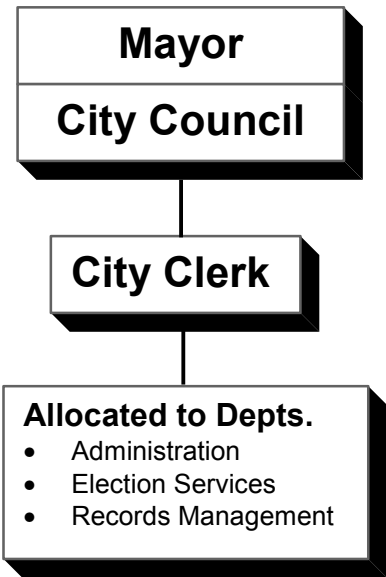 Mayor
City Council
City Clerk
Allocated to Depts.
• Administration
• Election Services
• Records Management